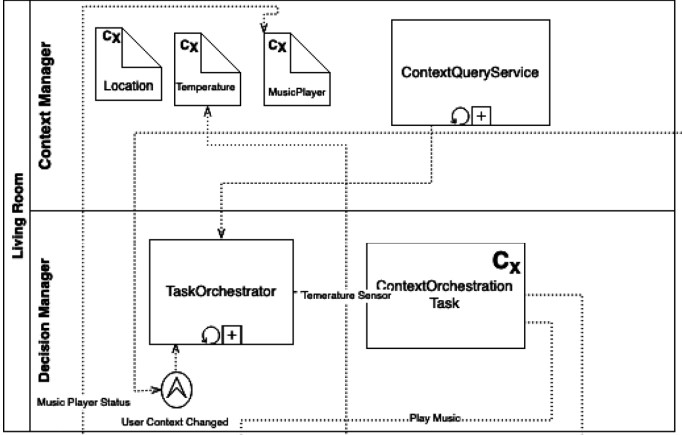 Living Room
Context Manager
Cx
Location
Cx
Temperature
Cx
MusicPlayer
ContextQueryService
+
Decision Manager
TaskOrchestrator
+
Temerature Sensor
Cx
ContextOrchestration
Task
Music Player Status
User Context Changed
Play Music